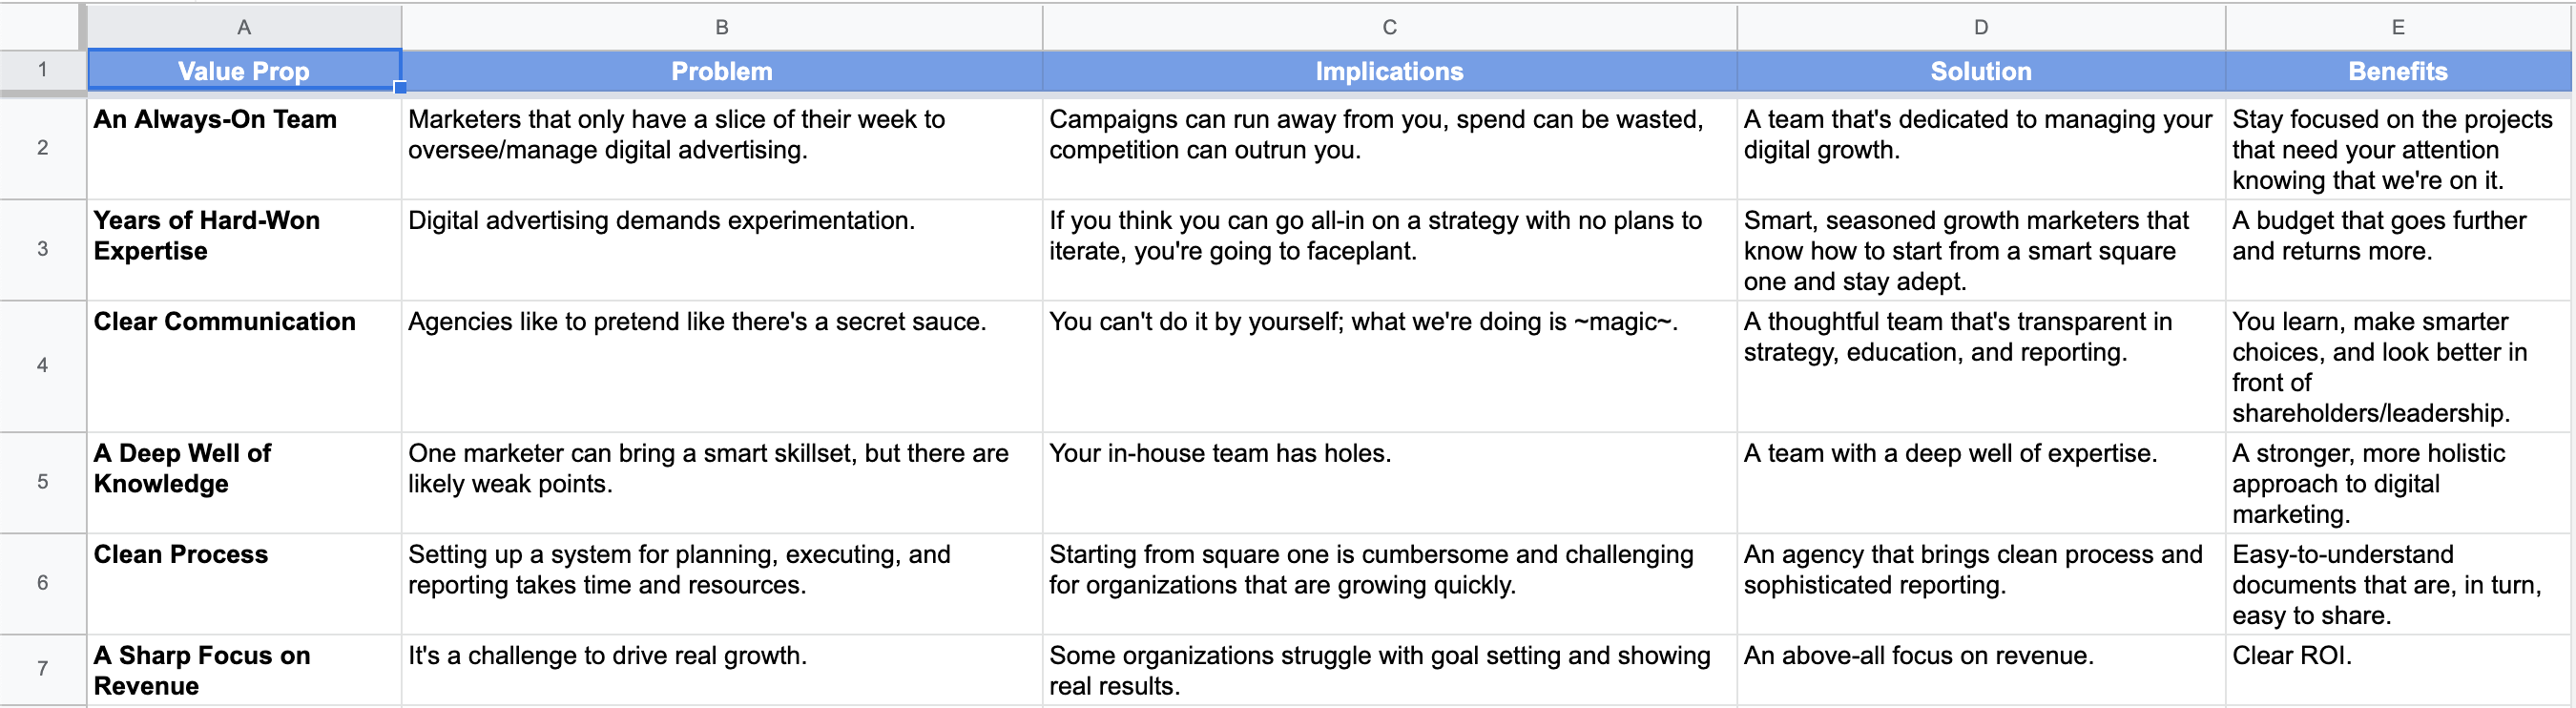 A B C D E
1 Value Prop Problem Implications Solution Benefits
2
An Always-On Team
Marketers that only have a slice of their week to
oversee/manage digital advertising.
Campaigns can run away from you, spend can be wasted,
competition can outrun you.
A team that's dedicated to managing your
digital growth.
Stay focused on the projects
that need your attention
knowing that we're on it.
3
Years of Hard-Won
Expertise
Digital advertising demands experimentation.
If you think you can go all-in on a strategy with no plans to
iterate, you're going to faceplant.
Smart, seasoned growth marketers that
know how to start from a smart square
one and stay adept.
A budget that goes further
and returns more.
4
Clear Communication
Agencies like to pretend like there's a secret sauce.
You can't do it by yourself; what we're doing is ~magic~.
A thoughtful team that's transparent in
strategy, education, and reporting.
You learn, make smarter
choices, and look better in
front of
shareholders/leadership.
5
A Deep Well of
Knowledge
One marketer can bring a smart skillset, but there are
likely weak points.
Your in-house team has holes.
A team with a deep well of expertise.
A stronger, more holistic
approach to digital
marketing.
6
Clean Process
Setting up a system for planning, executing, and
reporting takes time and resources.
Starting from square one is cumbersome and challenging
for organizations that are growing quickly.
An agency that brings clean process and
sophisticated reporting.
Easy-to-understand
documents that are, in turn,
easy to share.
7
A Sharp Focus on
Revenue
It's a challenge to drive real growth.
Some organizations struggle with goal setting and showing
real results.
An above-all focus on revenue.
Clear ROI.